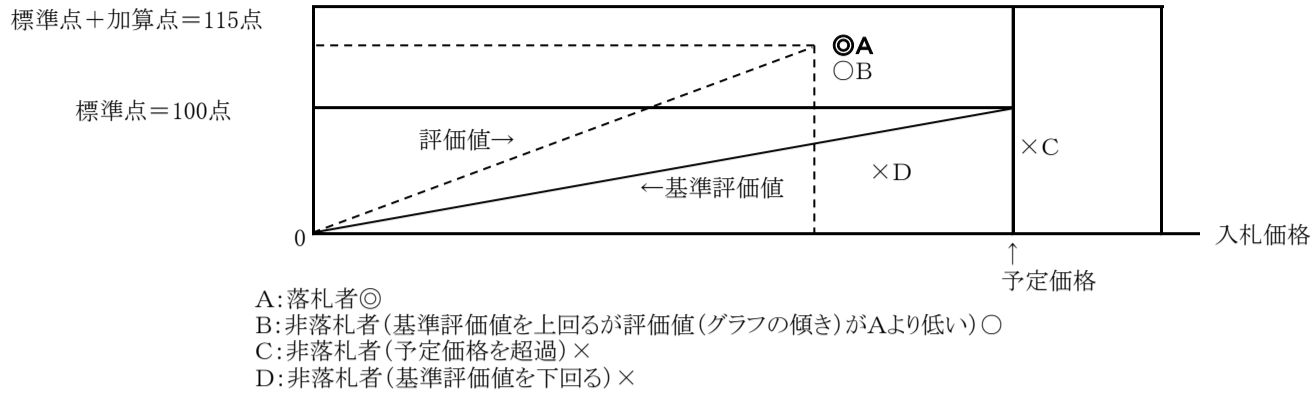 標準点＋加算点＝115点
◎A
○B
標準点＝100点
評価値→
×C
×D
←基準評価値
0
入札価格
↑
予定価格
A：落札者◎
B：非落札者（基準評価値を上回るが評価値（グラフの傾き）がAより低い）○
C：非落札者（予定価格を超過）×
D：非落札者（基準評価値を下回る）×